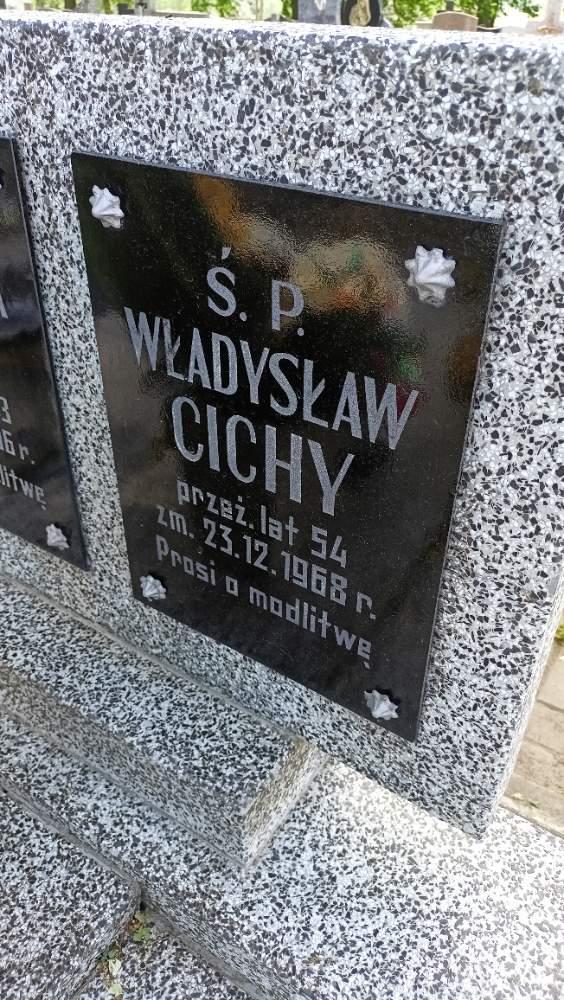 Ś. P.
WŁADYSŁAW
CICHY
przeż. lat 54
zm. 23.12.1968 r.
Prosi o modlitwę